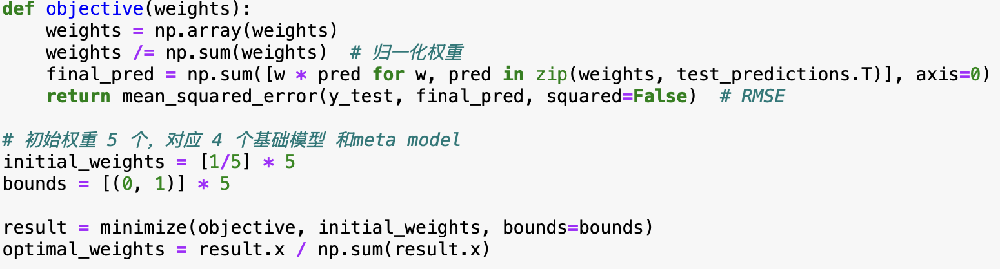 def objective(weights):
    weights = np.array(weights)
    weights /= np.sum(weights)  # 归一化权重
    final_pred = np.sum([w * pred for w, pred in zip(weights, test_predictions.T)], axis=0)
    return mean_squared_error(y_test, final_pred, squared=False)  # RMSE

# 初始权重 5 个，对应 4 个基础模型 和meta model
initial_weights = [1/5] * 5
bounds = [(0, 1)] * 5

result = minimize(objective, initial_weights, bounds=bounds)
optimal_weights = result.x / np.sum(result.x)